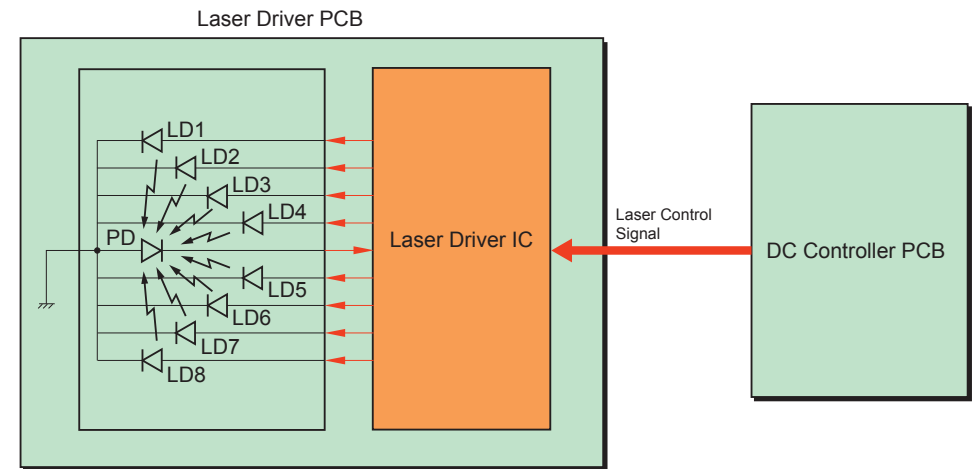 Laser Driver PCB
LD1
LD2
LD3
LD4
PD
Laser Driver IC
Laser Control
Signal
DC Controller PCB
LD5
LD6
LD7
LD8